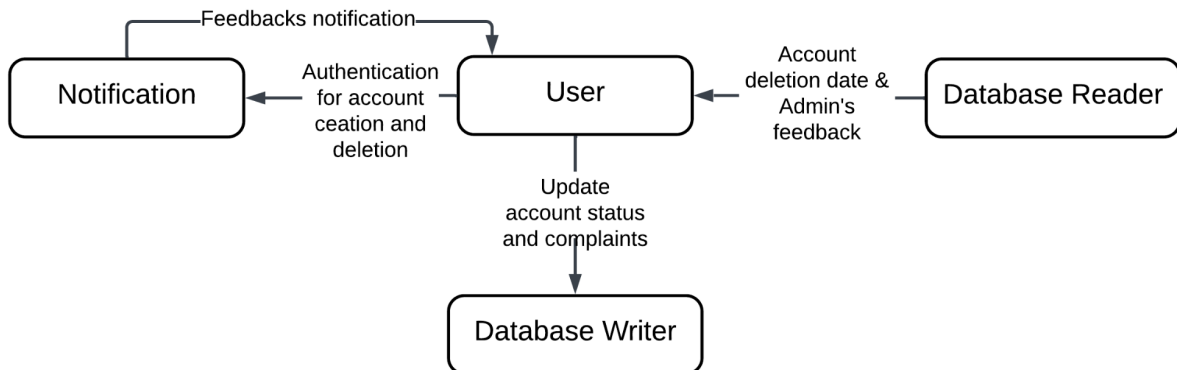 Feedbacks notification
Notification
Authentication
for account
ceation and
deletion
User
Account
deletion date &
Admin's
feedback
Database Reader
Update
account status
and complaints
Database Writer